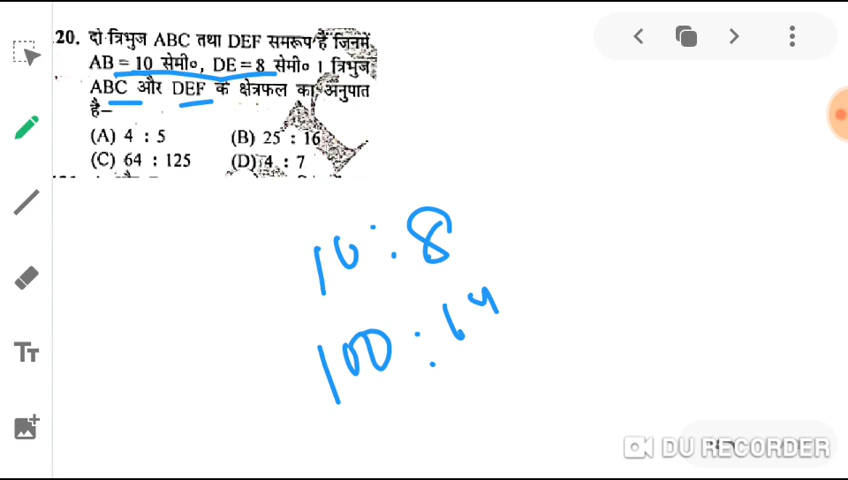 20. दो त्रिभुज ABC तथा DEF समरूप हैं जिनमें
AB = 10 सेमी०, DE = 8 सेमी० । त्रिभुज
ABC और DEF के क्षेत्रफल का अनुपात
है–
(A) 4 : 5 (B) 25 : 16
(C) 64 : 125 (D) 4 : 7
10 : 8
100 : 64
TT
DU RECORDER